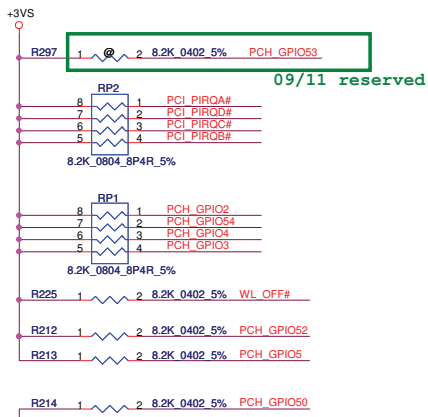 +3VS
R297 1 @ 2 8.2K_0402_5% PCH_GPIO53
09/11 reserved
RP2
8 1 PCI_PIRQA#
7 2 PCI_PIRQD#
6 3 PCI_PIRQC#
5 4 PCI_PIRQB#
8.2K_0804_8P4R_5%
RP1
8 1 PCH_GPIO2
7 2 PCH_GPIO54
6 3 PCH_GPIO4
5 4 PCH_GPIO3
8.2K_0804_8P4R_5%
R225 1 2 8.2K_0402_5% WL_OFF#
R212 1 2 8.2K_0402_5% PCH_GPIO52
R213 1 2 8.2K_0402_5% PCH_GPIO5
R214 1 2 8.2K_0402_5% PCH_GPIO50